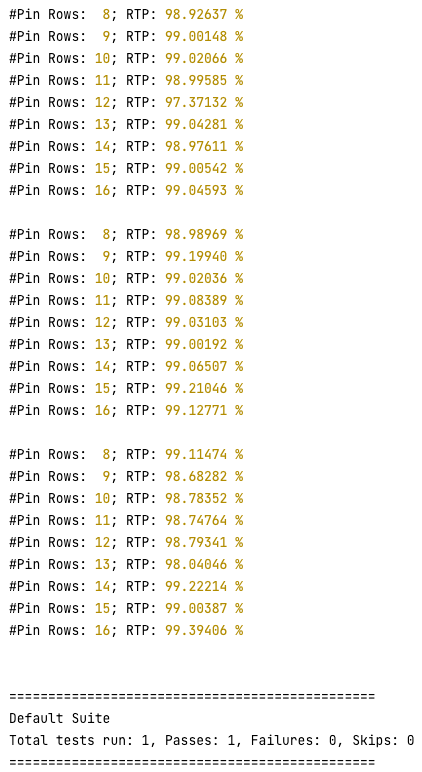 #Pin Rows:  8; RTP: 98.92637 %
#Pin Rows:  9; RTP: 99.00148 %
#Pin Rows: 10; RTP: 99.02066 %
#Pin Rows: 11; RTP: 98.99585 %
#Pin Rows: 12; RTP: 97.37132 %
#Pin Rows: 13; RTP: 99.04281 %
#Pin Rows: 14; RTP: 98.97611 %
#Pin Rows: 15; RTP: 99.00542 %
#Pin Rows: 16; RTP: 99.04593 %

#Pin Rows:  8; RTP: 98.98969 %
#Pin Rows:  9; RTP: 99.19940 %
#Pin Rows: 10; RTP: 99.02036 %
#Pin Rows: 11; RTP: 99.08389 %
#Pin Rows: 12; RTP: 99.03103 %
#Pin Rows: 13; RTP: 99.00192 %
#Pin Rows: 14; RTP: 99.06507 %
#Pin Rows: 15; RTP: 99.21046 %
#Pin Rows: 16; RTP: 99.12771 %

#Pin Rows:  8; RTP: 99.11474 %
#Pin Rows:  9; RTP: 98.68282 %
#Pin Rows: 10; RTP: 98.78352 %
#Pin Rows: 11; RTP: 98.74764 %
#Pin Rows: 12; RTP: 98.79341 %
#Pin Rows: 13; RTP: 98.04046 %
#Pin Rows: 14; RTP: 99.22214 %
#Pin Rows: 15; RTP: 99.00387 %
#Pin Rows: 16; RTP: 99.39406 %

===============================================
Default Suite
Total tests run: 1, Passes: 1, Failures: 0, Skips: 0
===============================================